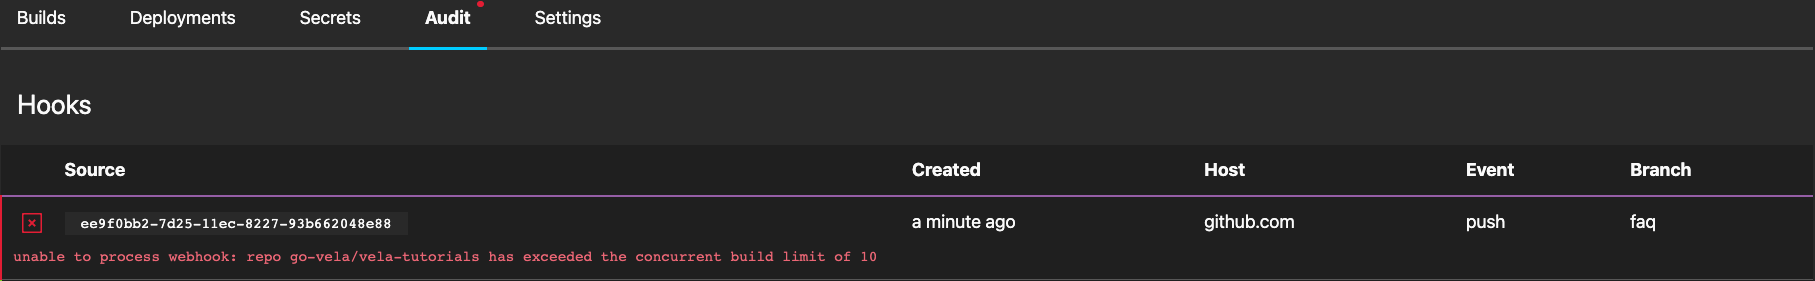 Builds Deployments Secrets Audit Settings
Hooks
Source Created Host Event Branch
ee9f0bb2-7d25-11ec-8227-93b662048e88 a minute ago github.com push faq
unable to process webhook: repo go-vela/vela-tutorials has exceeded the concurrent build limit of 10